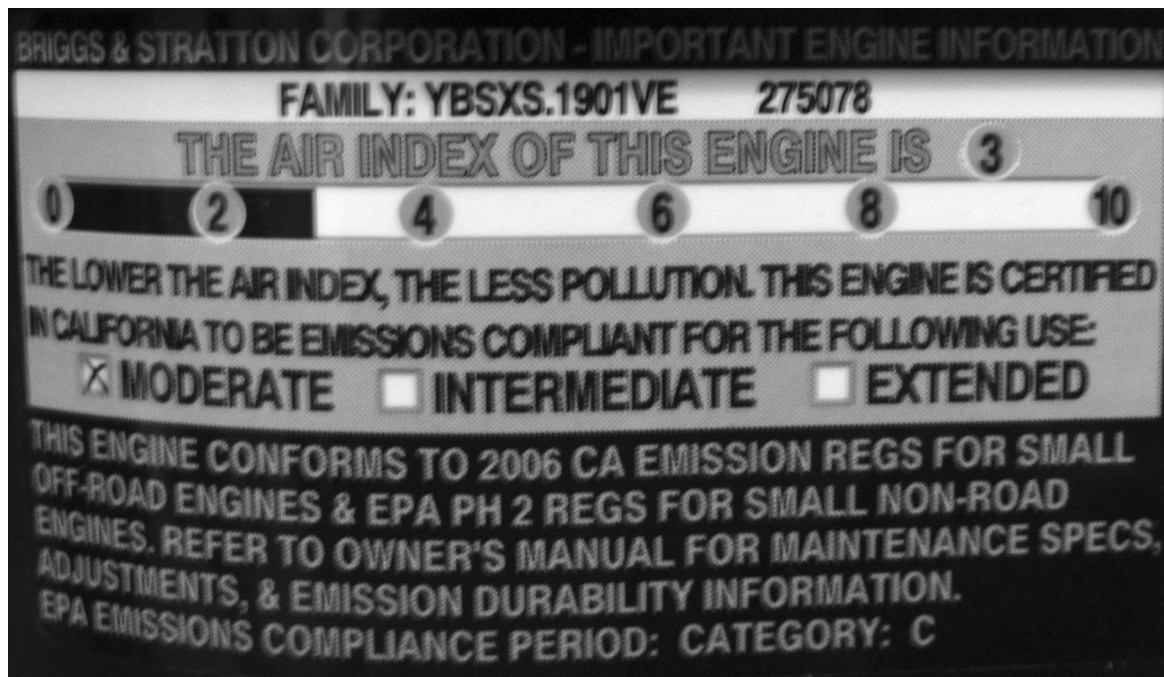 BRIGGS & STRATTON CORPORATION - IMPORTANT ENGINE INFORMATION
FAMILY: YBSXS.1901VE 275078
THE AIR INDEX OF THIS ENGINE IS 3
0 2 4 6 8 10
THE LOWER THE AIR INDEX, THE LESS POLLUTION. THIS ENGINE IS CERTIFIED
IN CALIFORNIA TO BE EMISSIONS COMPLIANT FOR THE FOLLOWING USE:
X MODERATE INTERMEDIATE EXTENDED
THIS ENGINE CONFORMS TO 2006 CA EMISSION REGS FOR SMALL
OFF-ROAD ENGINES & EPA PH 2 REGS FOR SMALL NON-ROAD
ENGINES. REFER TO OWNER'S MANUAL FOR MAINTENANCE SPECS,
ADJUSTMENTS, & EMISSION DURABILITY INFORMATION.
EPA EMISSIONS COMPLIANCE PERIOD: CATEGORY: C